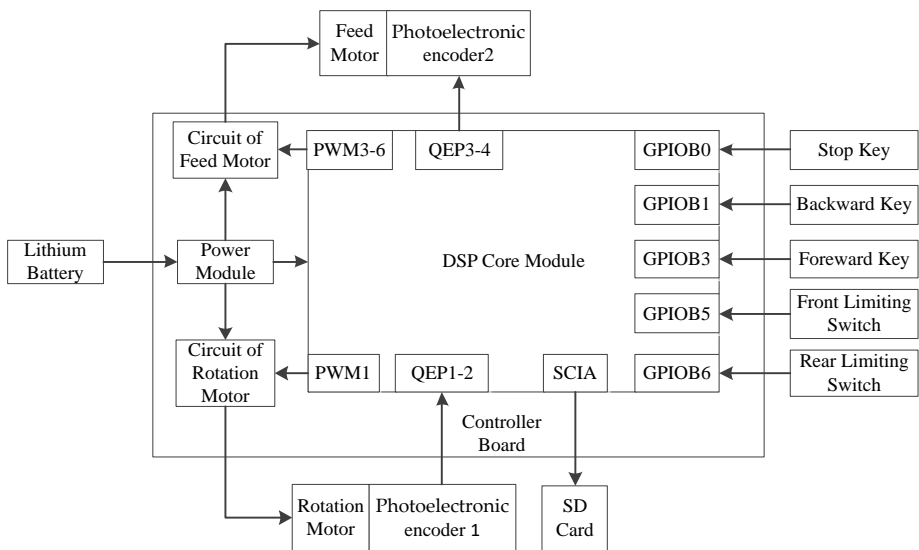 Feed
Motor
Photoelectronic
encoder2
Circuit of
Feed Motor
PWM3-6
QEP3-4
GPIOB0
Stop Key
GPIOB1
Backward Key
Lithium
Battery
Power
Module
DSP Core Module
GPIOB3
Foreward Key
GPIOB5
Front Limiting
Switch
Circuit of
Rotation
Motor
PWM1
QEP1-2
SCIA
GPIOB6
Rear Limiting
Switch
Controller
Board
Rotation
Motor
Photoelectronic
encoder 1
SD
Card